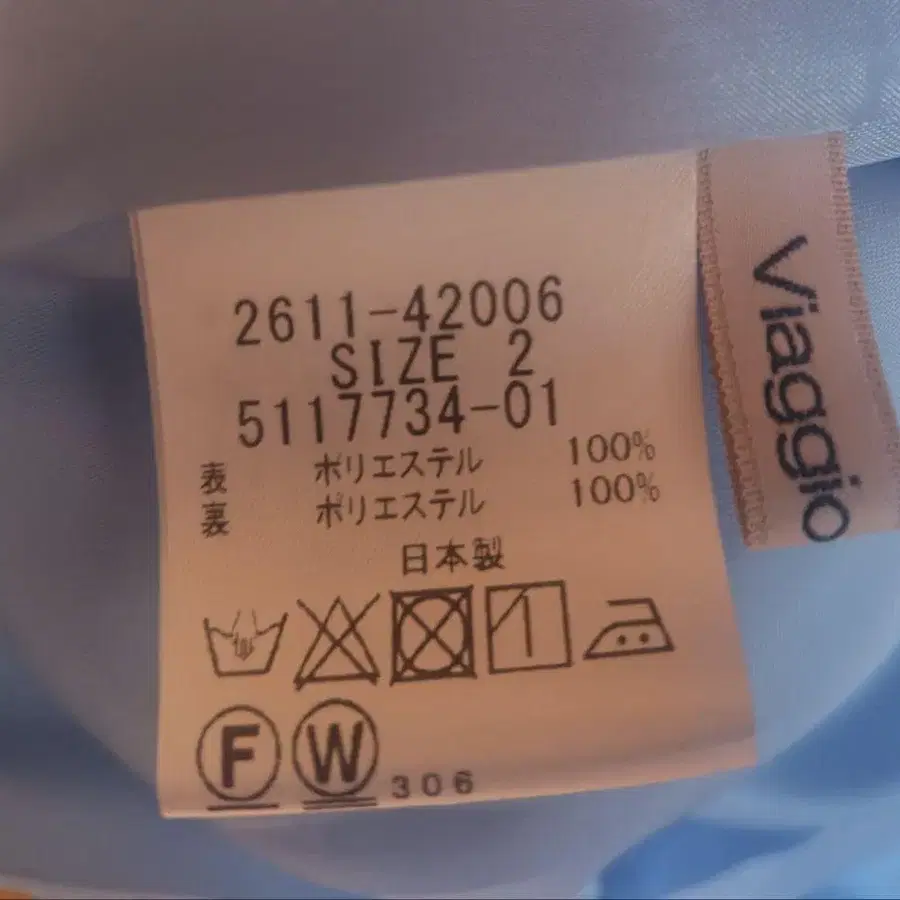 2611-42006
SIZE 2
5117734-01
表 ポリエステル 100%
裏 ポリエステル 100%
日本製
F W 306
Viaggio